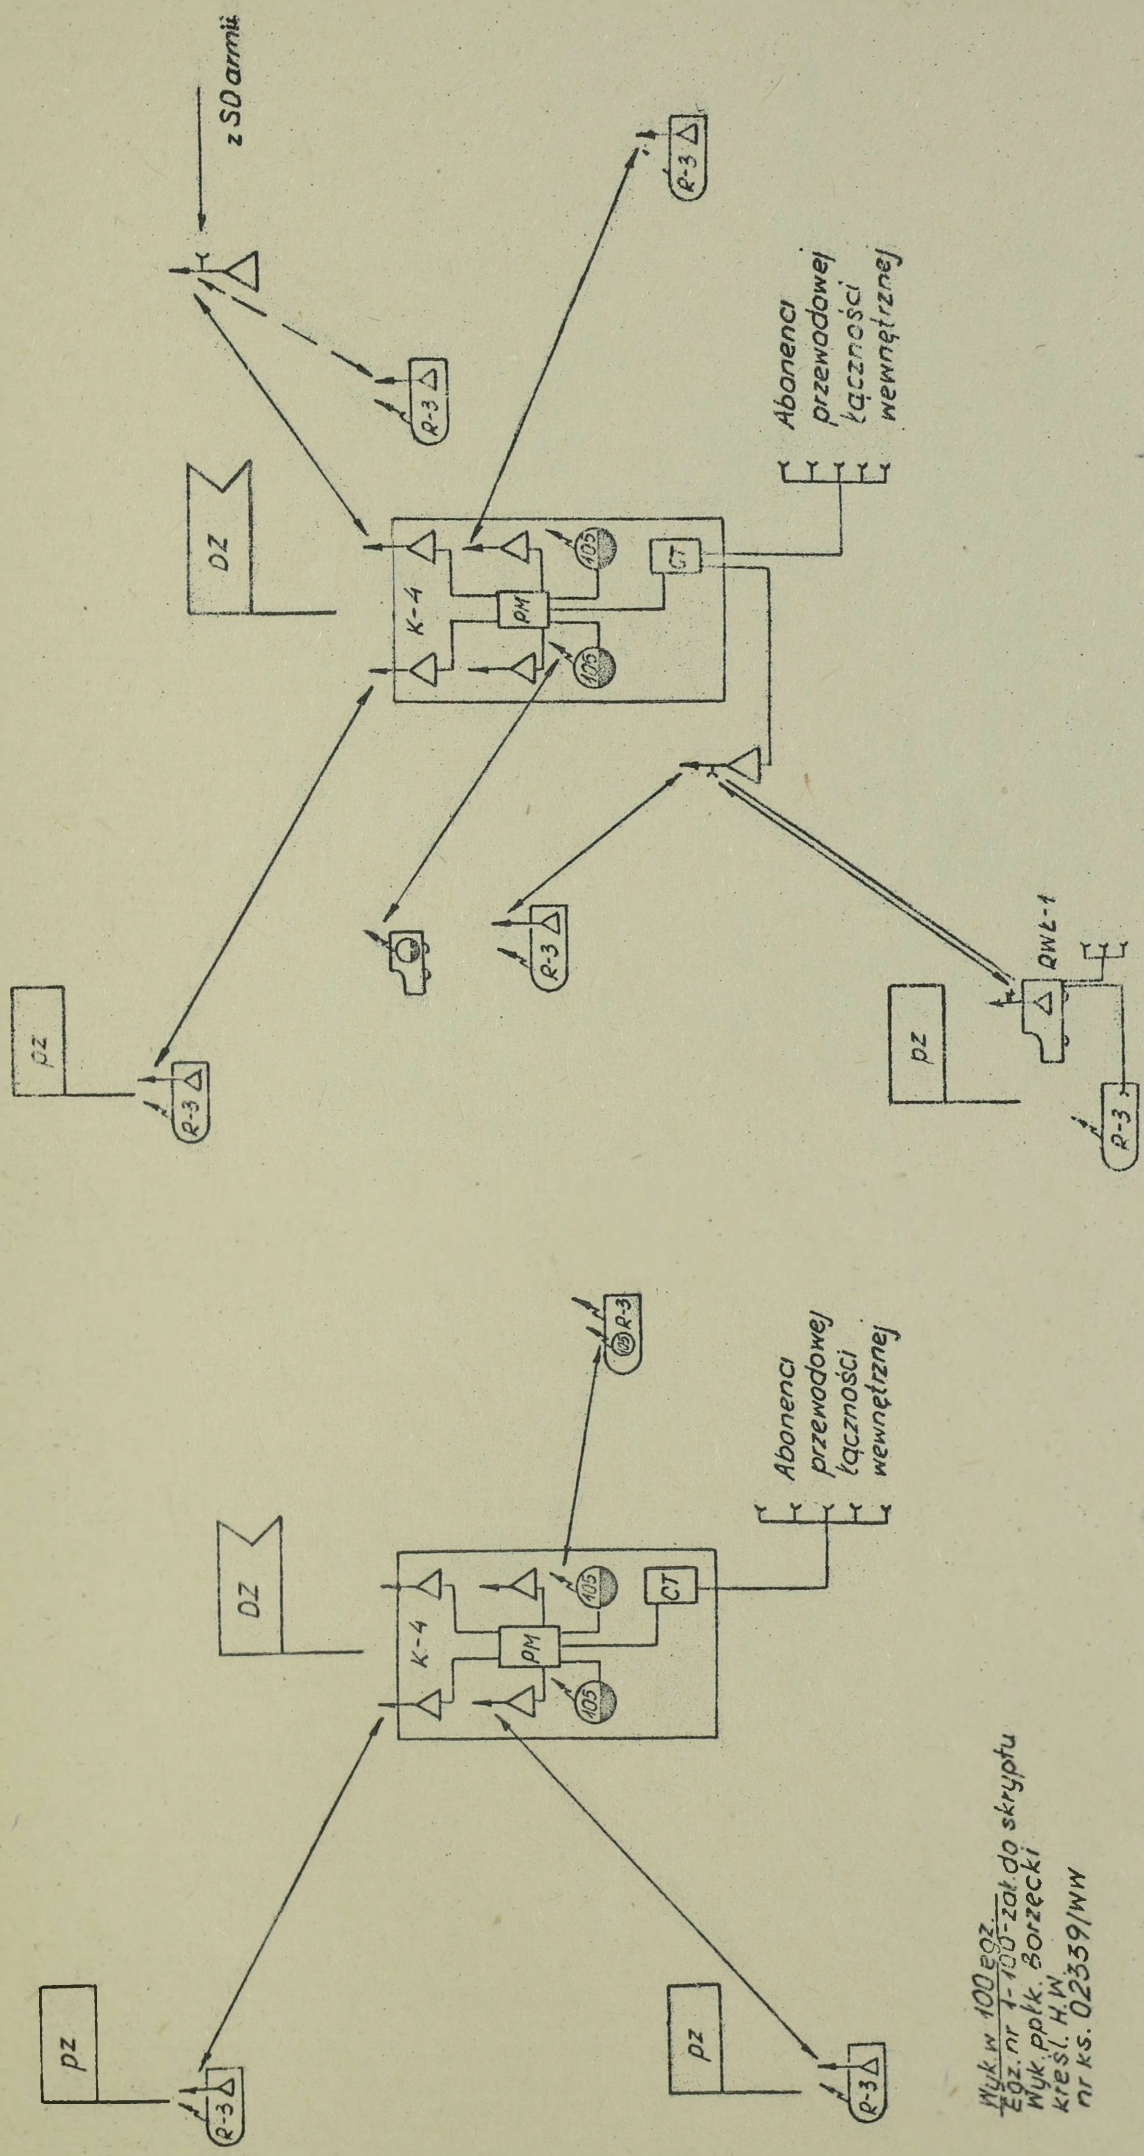 pz
R-3
DZ
K-4
PM
105
105
CT
105 R-3
pz
R-3
Abonenci
przewodowej
łączności
wewnętrznej
Wyk.w 100 egz.
Egz. nr 1-100-zał.do skryptu
Wyk. ppłk. Borzęcki
kreśl. H.W.
nr ks. 02339/WW
pz
R-3
DZ
z SD armii
R-3
K-4
PM
105
105
CT
R-3
R-3
pz
R-3
RWŁ-1
Abonenci
przewodowej
łączności
wewnętrznej